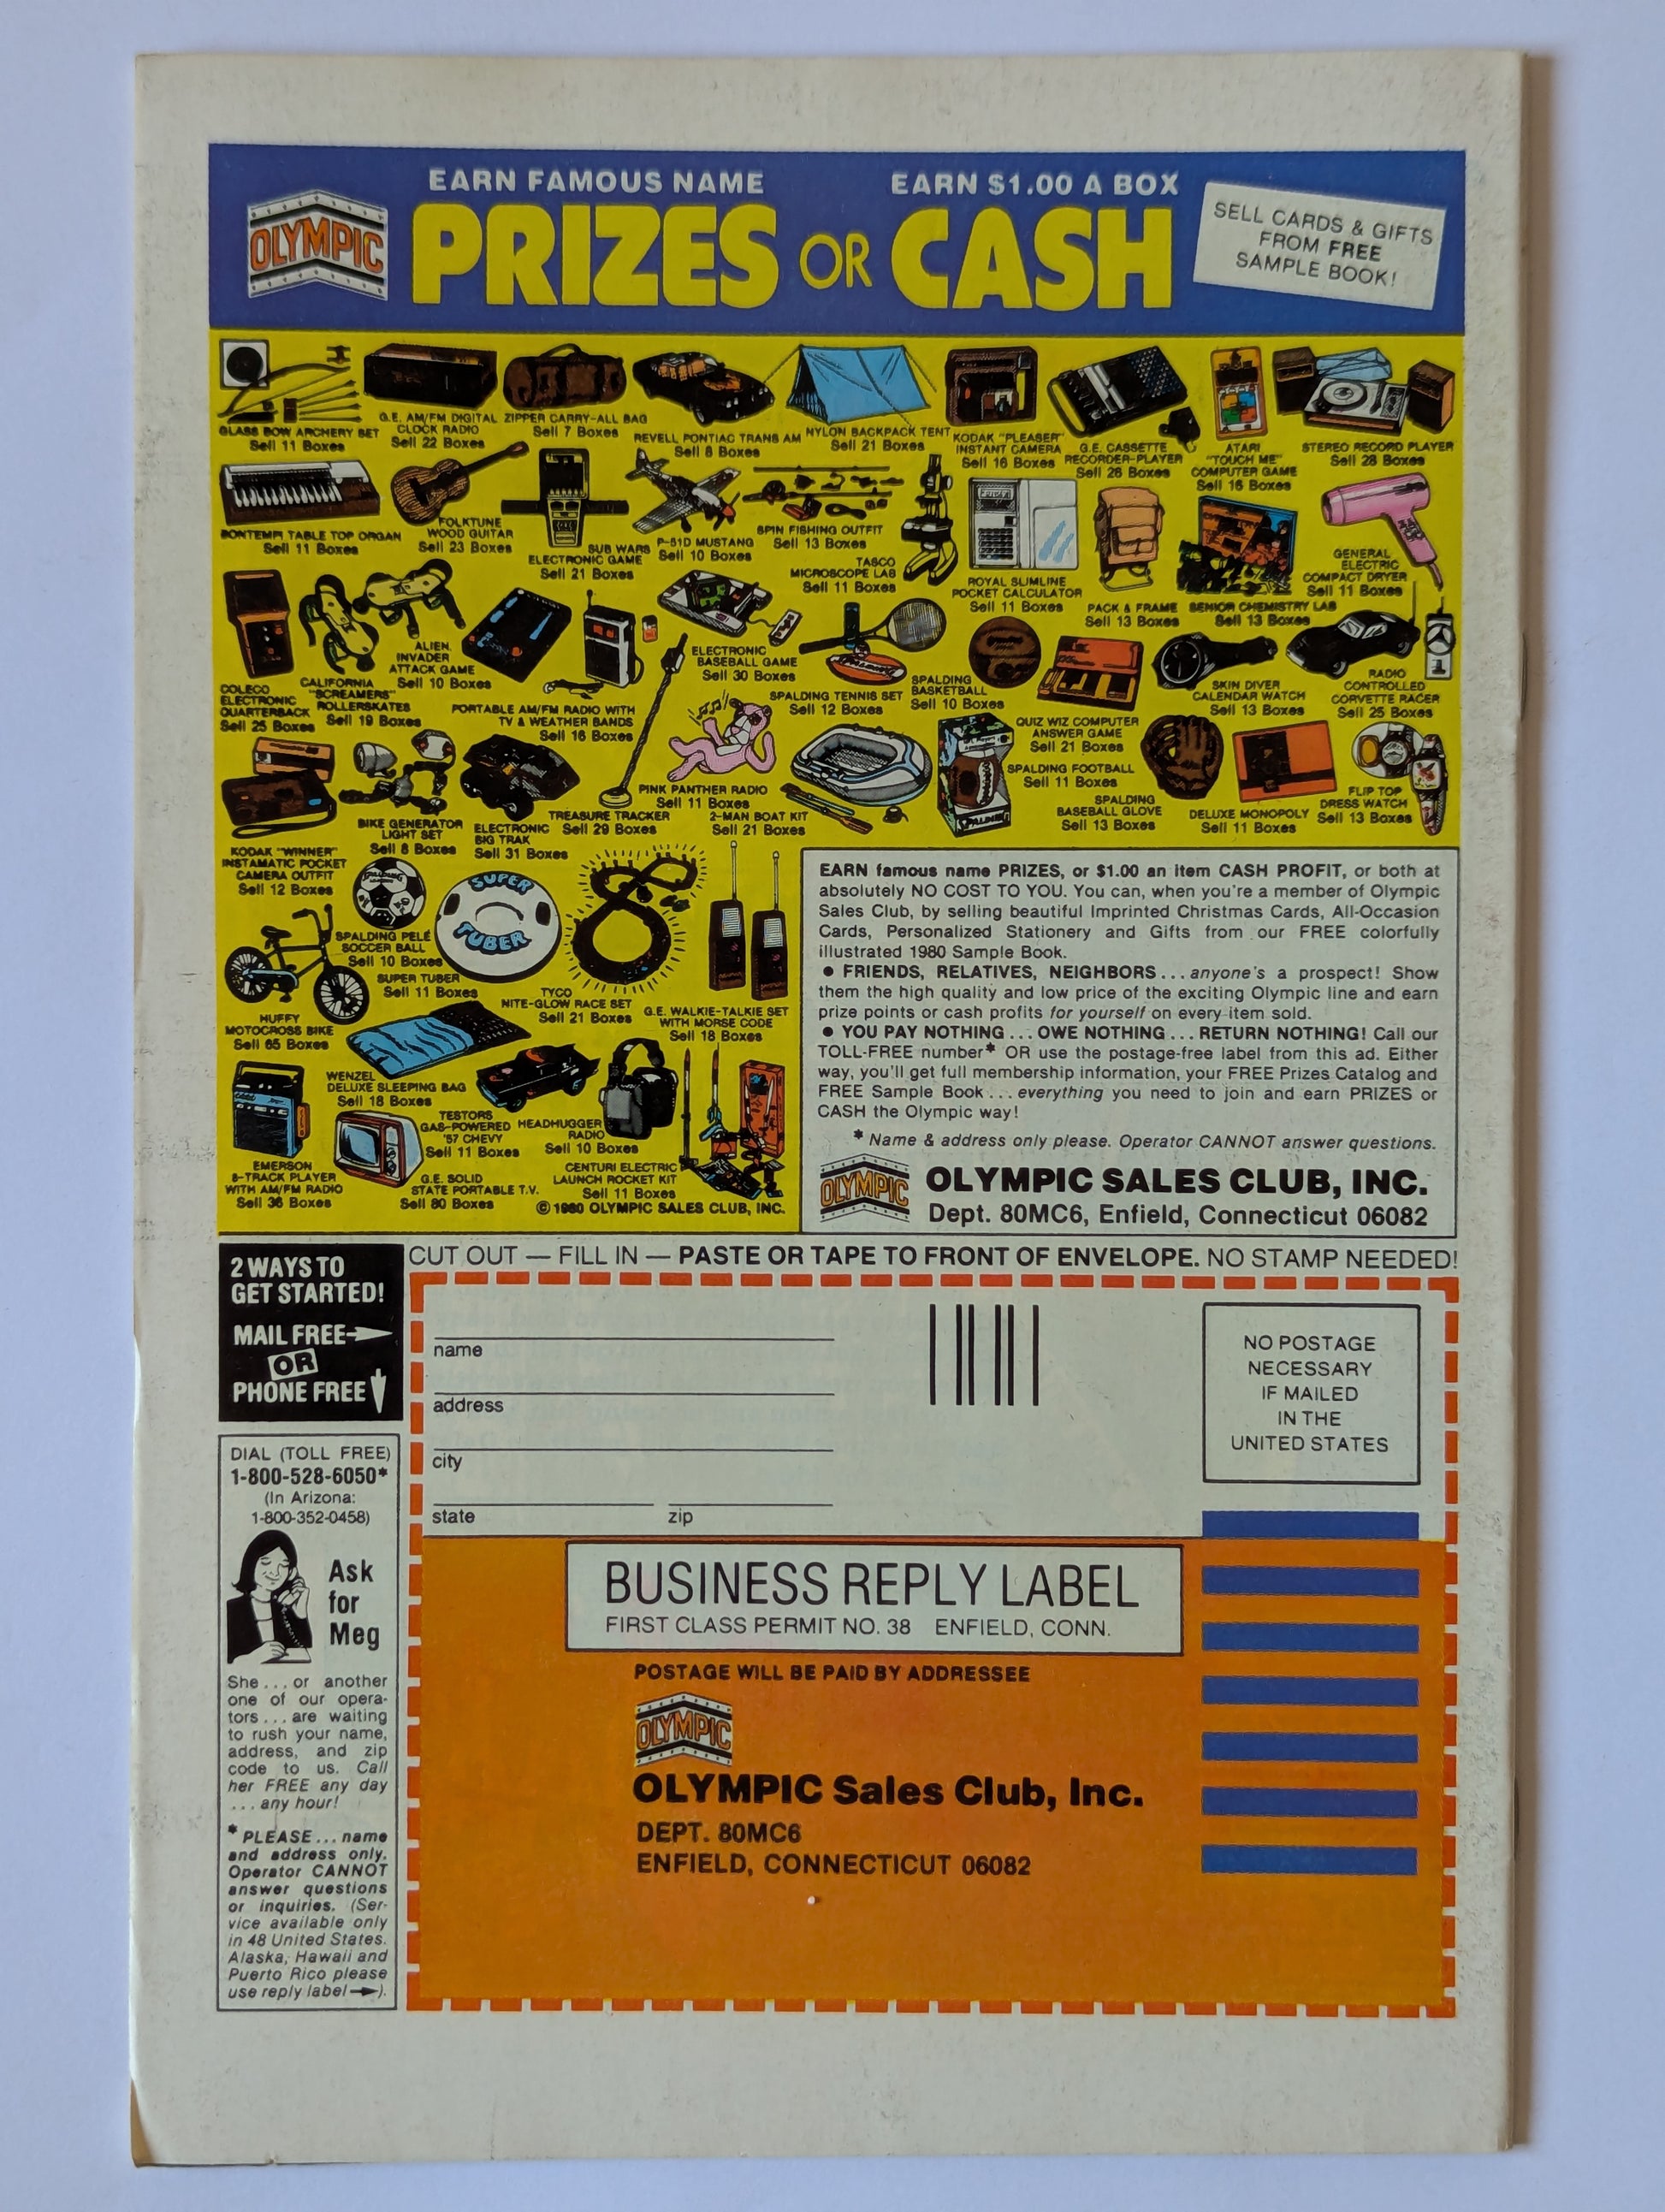 EARN FAMOUS NAME
PRIZES OR CASH
EARN $1.00 A BOX
OLYMPIC
SELL CARDS & GIFTS
FROM FREE
SAMPLE BOOK!
GLASS BOW ARCHERY SET
Sell 11 Boxes
G.E. AM/FM DIGITAL
CLOCK RADIO
Sell 22 Boxes
ZIPPER CARRY-ALL BAG
Sell 7 Boxes
REVELL PONTIAC TRANS AM
Sell 8 Boxes
NYLON BACKPACK TENT
Sell 21 Boxes
KODAK "PLEASER"
INSTANT CAMERA
Sell 16 Boxes
G.E. CASSETTE
RECORDER-PLAYER
Sell 26 Boxes
ATARI
"TOUCH ME"
COMPUTER GAME
Sell 16 Boxes
STEREO RECORD PLAYER
Sell 28 Boxes
BONTEMPI TABLE TOP ORGAN
Sell 11 Boxes
FOLKTUNE
WOOD GUITAR
Sell 23 Boxes
SUB WARS
ELECTRONIC GAME
Sell 21 Boxes
P-51D MUSTANG
Sell 10 Boxes
SPIN FISHING OUTFIT
Sell 13 Boxes
TASCO
MICROSCOPE LAB
Sell 11 Boxes
ROYAL SLIMLINE
POCKET CALCULATOR
Sell 11 Boxes
PACK & FRAME
Sell 13 Boxes
SENIOR CHEMISTRY LAB
Sell 13 Boxes
GENERAL
ELECTRIC
COMPACT DRYER
Sell 11 Boxes
COLECO
ELECTRONIC
QUARTERBACK
Sell 25 Boxes
CALIFORNIA
"SCREAMERS"
ROLLERSKATES
Sell 19 Boxes
ALIEN
INVADER
ATTACK GAME
Sell 10 Boxes
PORTABLE AM/FM RADIO WITH
TV & WEATHER BANDS
Sell 16 Boxes
ELECTRONIC
BASEBALL GAME
Sell 30 Boxes
SPALDING TENNIS SET
Sell 12 Boxes
SPALDING
BASKETBALL
Sell 10 Boxes
QUIZ WIZ COMPUTER
ANSWER GAME
Sell 21 Boxes
SKIN DIVER
CALENDAR WATCH
Sell 13 Boxes
RADIO
CONTROLLED
CORVETTE RACER
Sell 25 Boxes
KODAK "WINNER"
INSTAMATIC POCKET
CAMERA OUTFIT
Sell 12 Boxes
BIKE GENERATOR
LIGHT SET
Sell 8 Boxes
ELECTRONIC
BIG TRAK
Sell 31 Boxes
TREASURE TRACKER
Sell 29 Boxes
PINK PANTHER RADIO
Sell 11 Boxes
2-MAN BOAT KIT
Sell 21 Boxes
SPALDING FOOTBALL
Sell 11 Boxes
SPALDING
SPALDING
BASEBALL GLOVE
Sell 13 Boxes
DELUXE MONOPOLY
Sell 11 Boxes
FLIP TOP
DRESS WATCH
Sell 13 Boxes
SPALDING
SPALDING PELÉ
SOCCER BALL
Sell 10 Boxes
SUPER
TUBER
SUPER TUBER
Sell 11 Boxes
TYCO
NITE-GLOW RACE SET
Sell 21 Boxes
G.E. WALKIE-TALKIE SET
WITH MORSE CODE
Sell 18 Boxes
HUFFY
MOTOCROSS BIKE
Sell 65 Boxes
WENZEL
DELUXE SLEEPING BAG
Sell 18 Boxes
TESTORS
GAS-POWERED
'57 CHEVY
Sell 11 Boxes
HEADHUGGER
RADIO
Sell 10 Boxes
EMERSON
8-TRACK PLAYER
WITH AM/FM RADIO
Sell 36 Boxes
G.E. SOLID
STATE PORTABLE T.V.
Sell 80 Boxes
CENTURI ELECTRIC
LAUNCH ROCKET KIT
Sell 11 Boxes
© 1980 OLYMPIC SALES CLUB, INC.
EARN famous name PRIZES, or $1.00 an item CASH PROFIT, or both at
absolutely NO COST TO YOU. You can, when you're a member of Olympic
Sales Club, by selling beautiful Imprinted Christmas Cards, All-Occasion
Cards, Personalized Stationery and Gifts from our FREE colorfully
illustrated 1980 Sample Book.
● FRIENDS, RELATIVES, NEIGHBORS...anyone's a prospect! Show
them the high quality and low price of the exciting Olympic line and earn
prize points or cash profits for yourself on every item sold.
● YOU PAY NOTHING...OWE NOTHING...RETURN NOTHING! Call our
TOLL-FREE number* OR use the postage-free label from this ad. Either
way, you'll get full membership information, your FREE Prizes Catalog and
FREE Sample Book...everything you need to join and earn PRIZES or
CASH the Olympic way!
* Name & address only please. Operator CANNOT answer questions.
OLYMPIC
OLYMPIC SALES CLUB, INC.
Dept. 80MC6, Enfield, Connecticut 06082
2 WAYS TO
GET STARTED!
MAIL FREE
OR
PHONE FREE
CUT OUT — FILL IN — PASTE OR TAPE TO FRONT OF ENVELOPE. NO STAMP NEEDED!
DIAL (TOLL FREE)
1-800-528-6050*
(In Arizona:
1-800-352-0458)
Ask
for
Meg
She...or another
one of our opera-
tors...are waiting
to rush your name,
address, and zip
code to us. Call
her FREE any day
...any hour!
* PLEASE...name
and address only.
Operator CANNOT
answer questions
or inquiries. (Ser-
vice available only
in 48 United States.
Alaska, Hawaii and
Puerto Rico please
use reply label).
name
address
city
state zip
NO POSTAGE
NECESSARY
IF MAILED
IN THE
UNITED STATES
BUSINESS REPLY LABEL
FIRST CLASS PERMIT NO. 38 ENFIELD, CONN.
POSTAGE WILL BE PAID BY ADDRESSEE
OLYMPIC
OLYMPIC Sales Club, Inc.
DEPT. 80MC6
ENFIELD, CONNECTICUT 06082